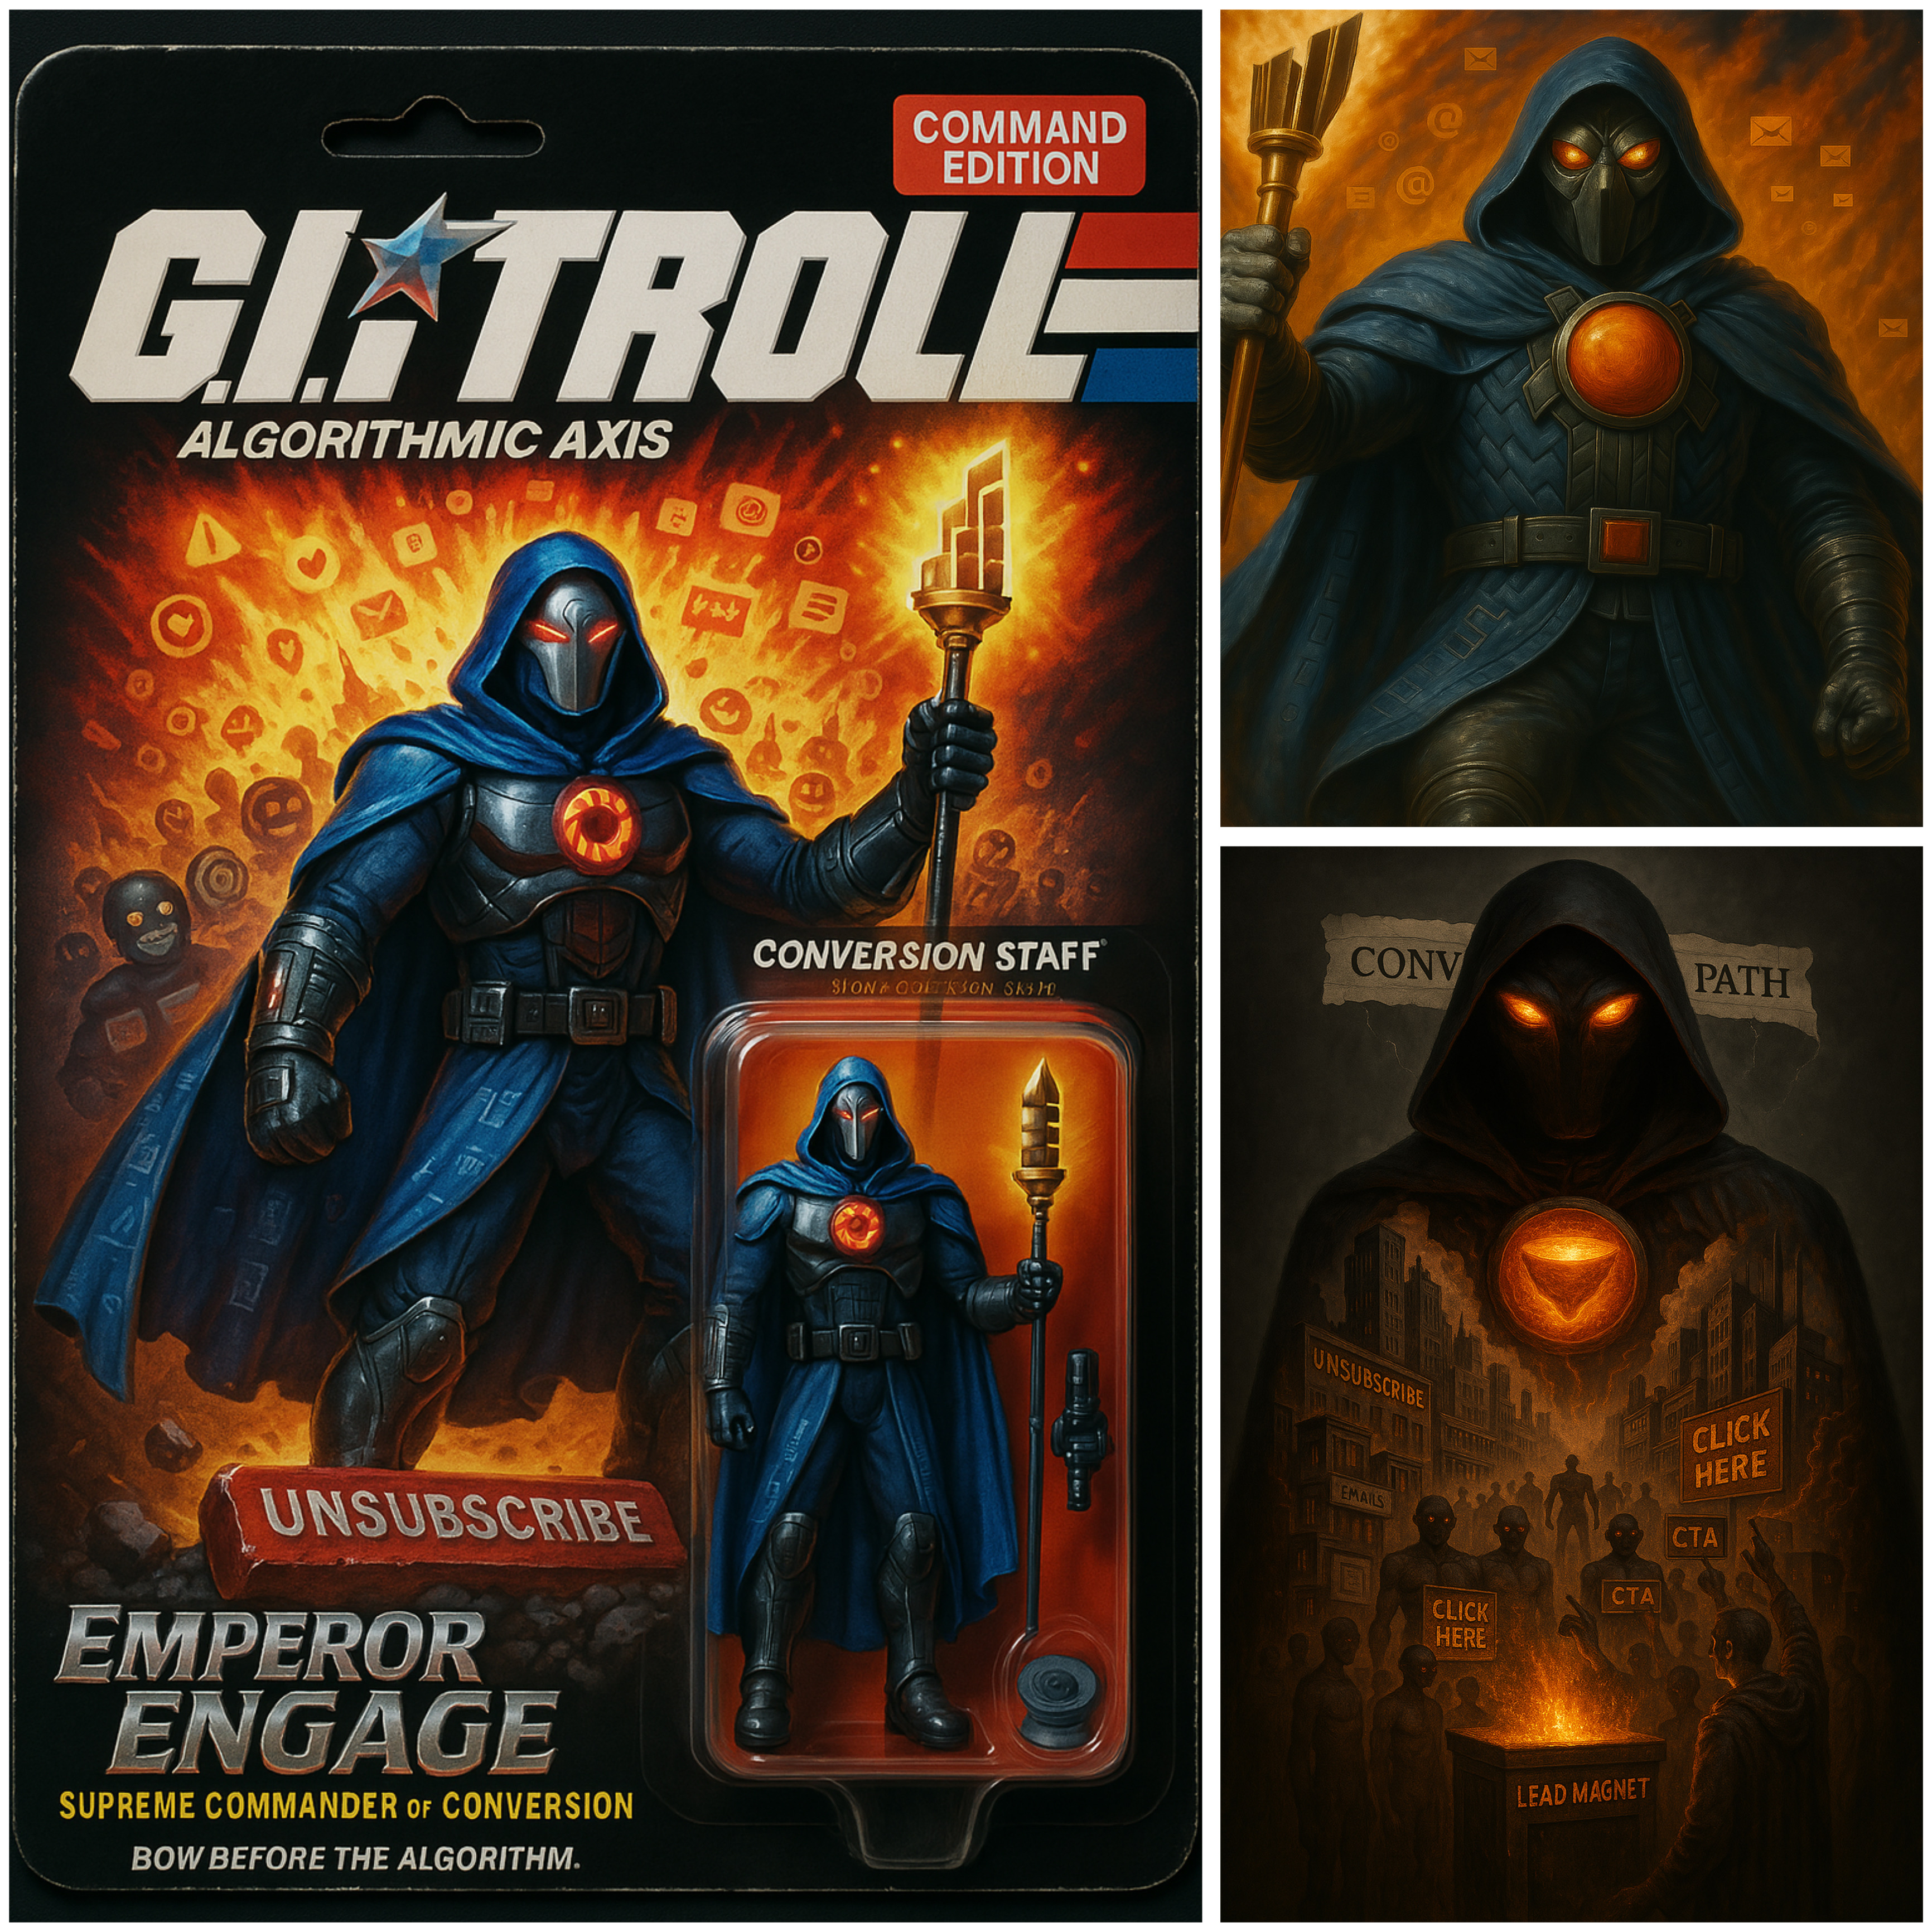 COMMAND
EDITION
G.I. TROLL
ALGORITHMIC AXIS
CONVERSION STAFF
UNSUBSCRIBE
EMPEROR
ENGAGE
SUPREME COMMANDER OF CONVERSION
BOW BEFORE THE ALGORITHM.
CONV
PATH
UNSUBSCRIBE
CLICK
HERE
EMAILS
CTA
CTA
CLICK
HERE
LEAD MAGNET